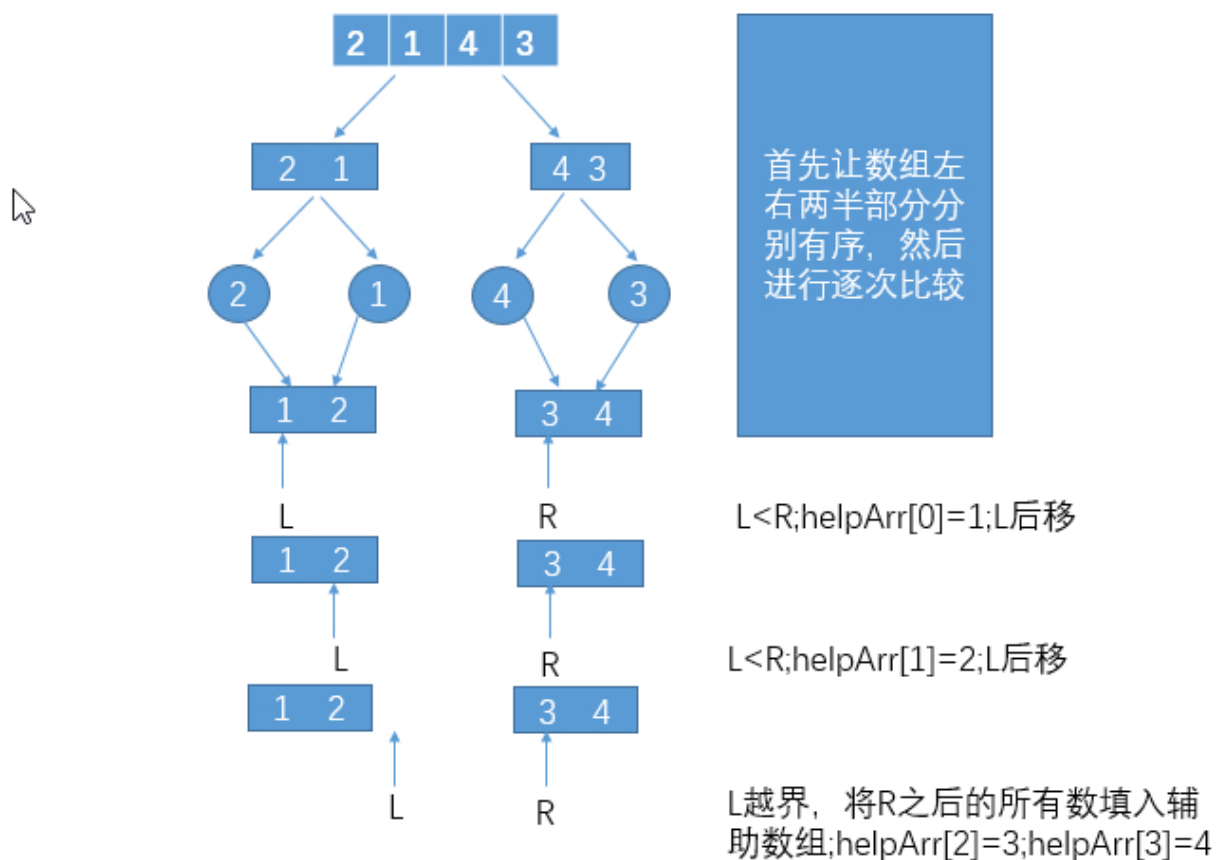 2 1 4 3
2 1
4 3
首先让数组左
右两半部分分
别有序，然后
进行逐次比较
2
1
4
3
1 2
3 4
L
R
L<R;helpArr[0]=1;L后移
1 2
3 4
L
R
L<R;helpArr[1]=2;L后移
1 2
3 4
L
R
L越界，将R之后的所有数填入辅
助数组;helpArr[2]=3;helpArr[3]=4